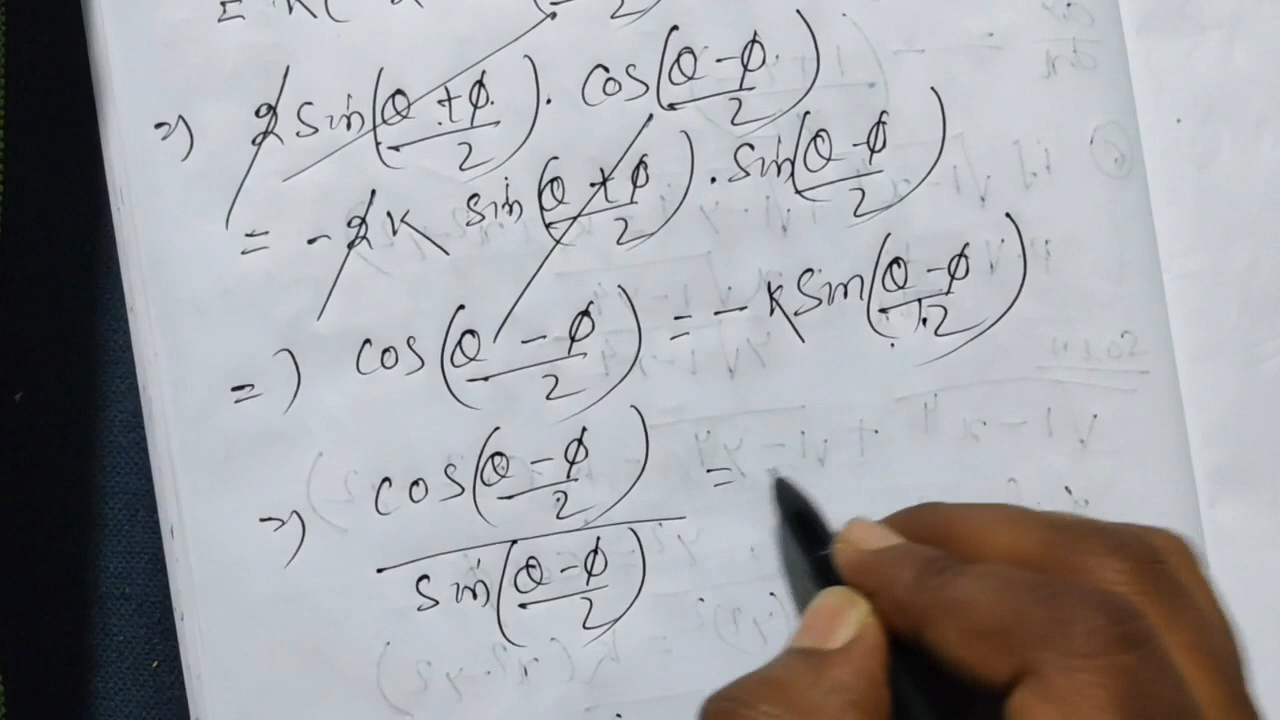 ⇒ 2 sin(θ + ϕ / 2) . cos(θ - ϕ / 2)
= - 2K sin(θ + ϕ / 2) . sin(θ - ϕ / 2)
=) cos(θ - ϕ / 2) = - K sin(θ - ϕ / 2)
⇒ cos(θ - ϕ / 2) / sin(θ - ϕ / 2) =